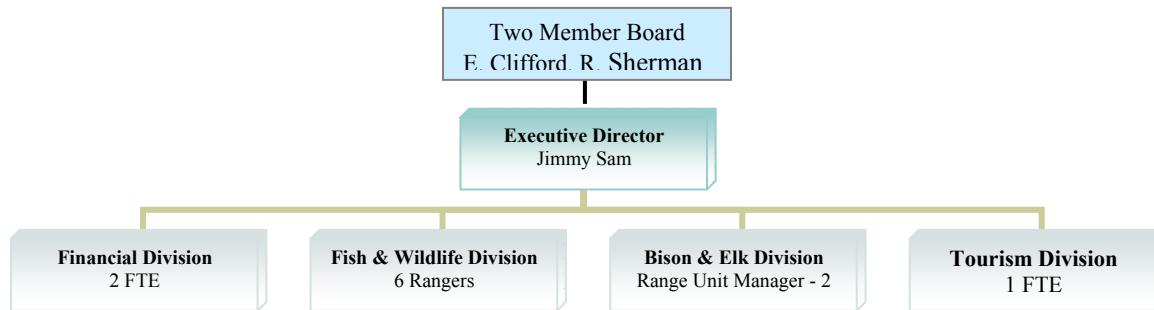 Two Member Board
E. Clifford, R. Sherman
Executive Director
Jimmy Sam
Financial Division
2 FTE
Fish & Wildlife Division
6 Rangers
Bison & Elk Division
Range Unit Manager - 2
Tourism Division
1 FTE